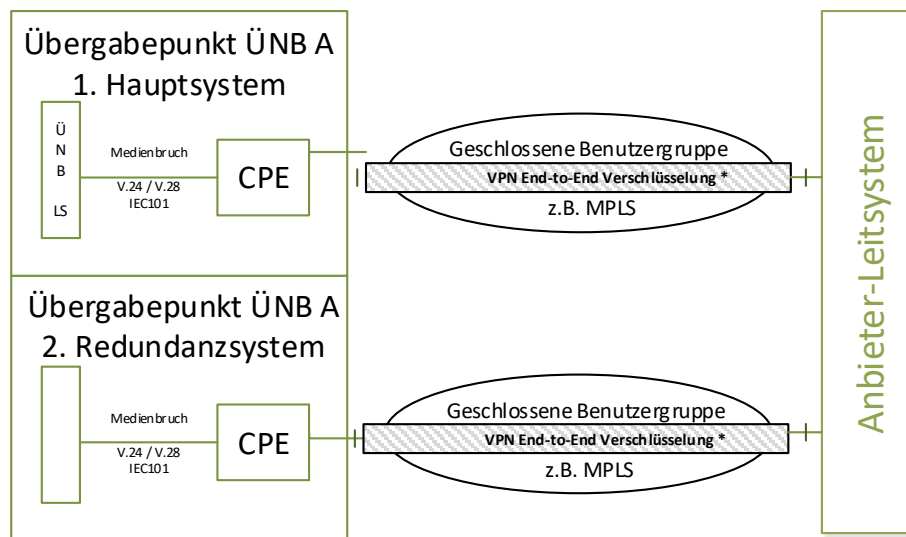 Übergabepunkt ÜNB A
1. Hauptsystem
Ü
N
B
LS
Medienbruch
V.24 / V.28
IEC101
CPE
Geschlossene Benutzergruppe
VPN End-to-End Verschlüsselung *
z.B. MPLS
Übergabepunkt ÜNB A
2. Redundanzsystem
Medienbruch
V.24 / V.28
IEC101
CPE
Geschlossene Benutzergruppe
VPN End-to-End Verschlüsselung *
z.B. MPLS
Anbieter-Leitsystem